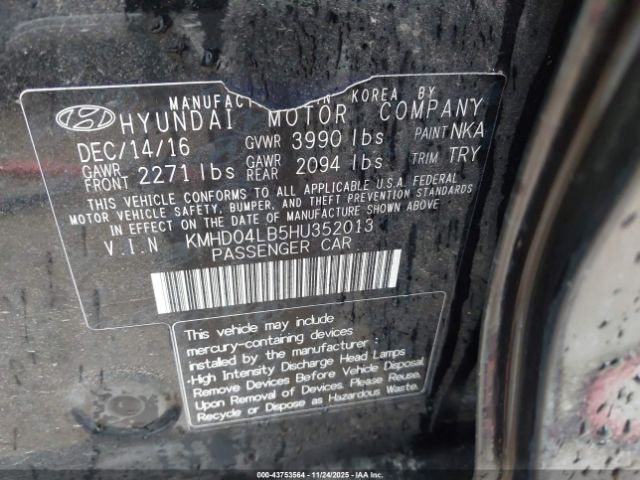 MANUFACT IN KOREA BY
HYUNDAI MOTOR COMPANY
DEC/14/16 GVWR 3990 lbs PAINT NKA
GAWR FRONT 2271 lbs GAWR REAR 2094 lbs TRIM TRY
THIS VEHICLE CONFORMS TO ALL APPLICABLE U.S.A. FEDERAL
MOTOR VEHICLE SAFETY, BUMPER, AND THEFT PREVENTION STANDARDS
IN EFFECT ON THE DATE OF MANUFACTURE SHOWN ABOVE.
V.I.N KMHD04LB5HU352013
PASSENGER CAR
This vehicle may include
mercury-containing devices
installed by the manufacturer :
-High Intensity Discharge Head Lamps
Remove Devices Before Vehicle Disposal.
Upon Removal of Devices. Please Reuse,
Recycle or Dispose as Hazardous Waste.
000-43753564 - 11/24/2025 - IAA Inc.